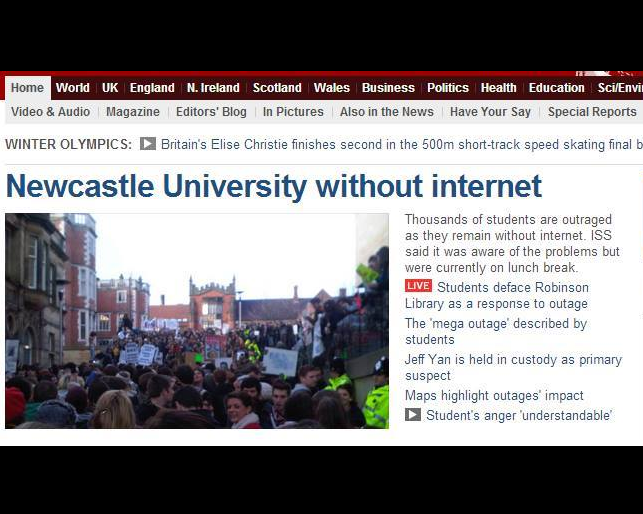 Home World UK England N. Ireland Scotland Wales Business Politics Health Education Sci/Envi
Video & Audio Magazine Editors' Blog In Pictures Also in the News Have Your Say Special Reports
WINTER OLYMPICS: Britain's Elise Christie finishes second in the 500m short-track speed skating final b
Newcastle University without internet
Thousands of students are outraged
as they remain without internet. ISS
said it was aware of the problems but
were currently on lunch break.
LIVE Students deface Robinson
Library as a response to outage
The 'mega outage' described by
students
Jeff Yan is held in custody as primary
suspect
Maps highlight outages' impact
Student's anger 'understandable'